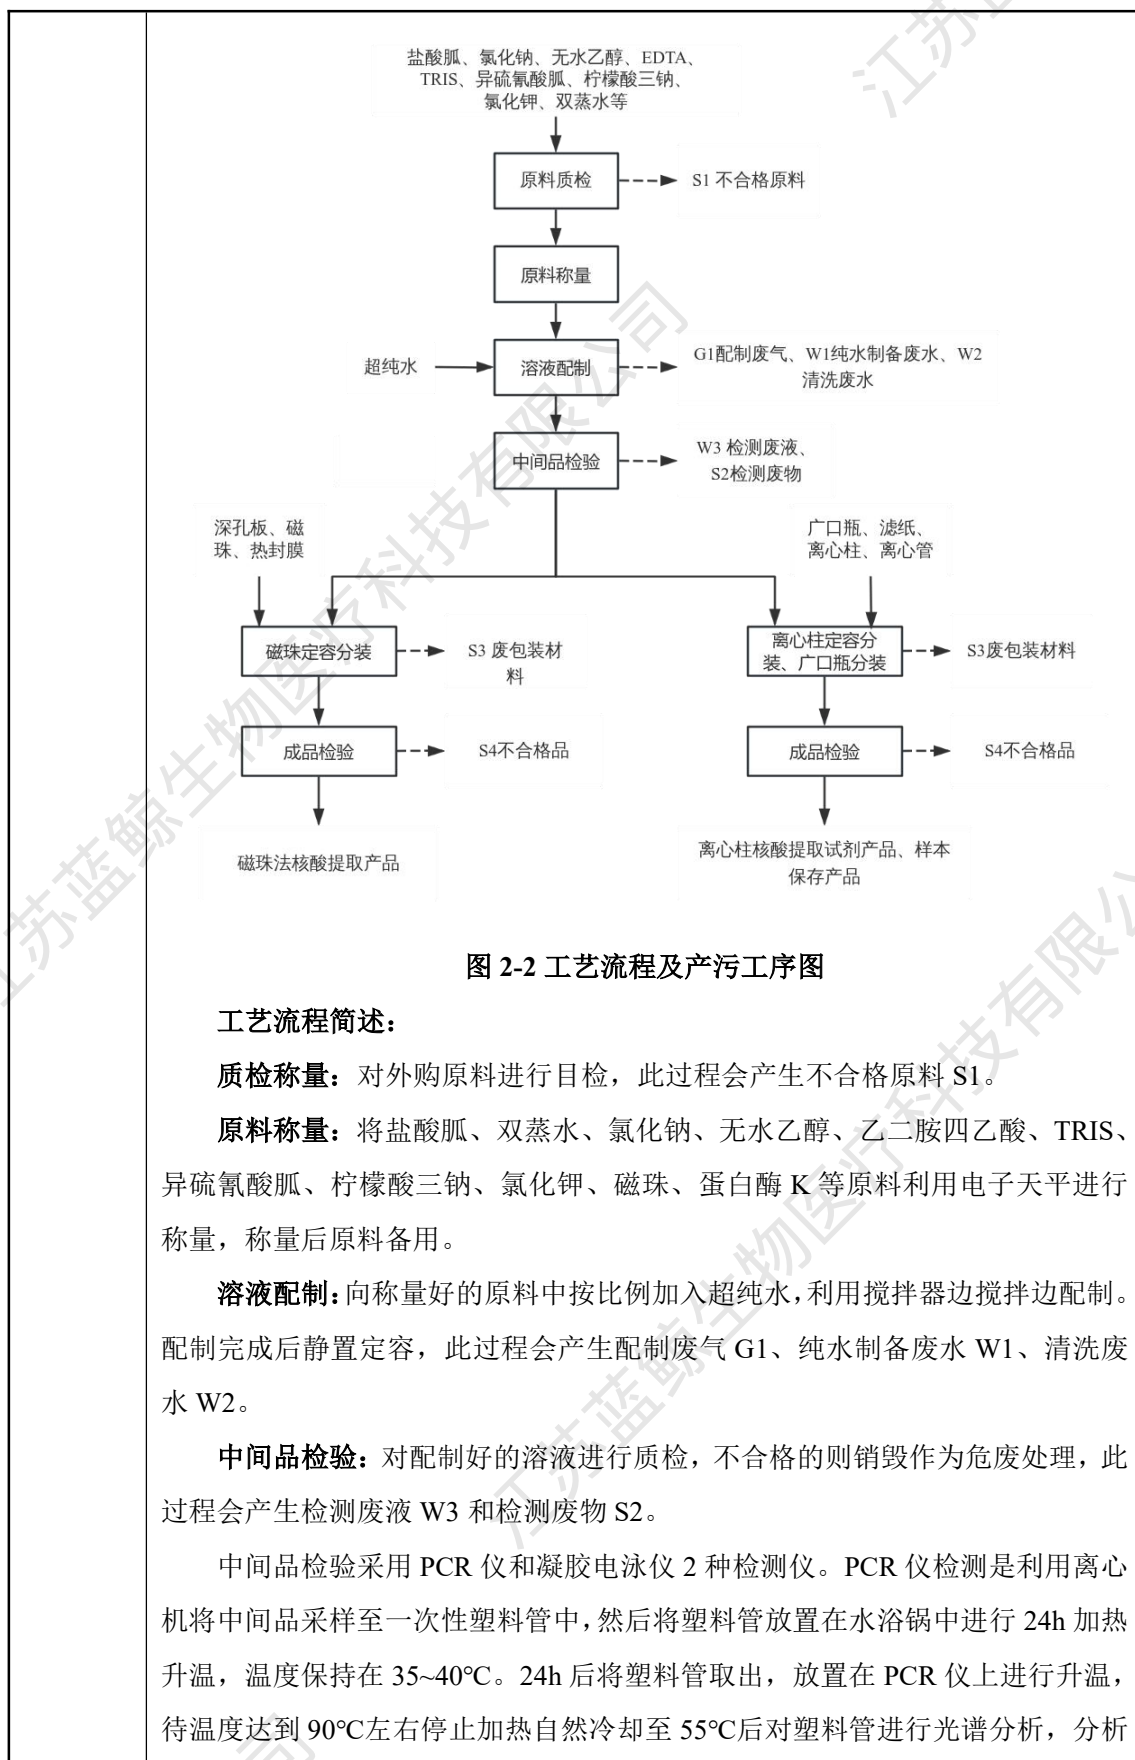 盐酸胍、氯化钠、无水乙醇、EDTA、
TRIS、异硫氰酸胍、柠檬酸三钠、
氯化钾、双蒸水等
原料质检
S1 不合格原料
原料称量
超纯水
溶液配制
G1配制废气、W1纯水制备废水、W2
清洗废水
中间品检验
W3 检测废液、
S2检测废物
深孔板、磁
珠、热封膜
广口瓶、滤纸、
离心柱、离心管
磁珠定容分装
S3 废包装材
料
离心柱定容分
装、广口瓶分装
S3废包装材料
成品检验
S4不合格品
成品检验
S4不合格品
磁珠法核酸提取产品
离心柱核酸提取试剂产品、样本
保存产品
图 2-2 工艺流程及产污工序图
工艺流程简述：
质检称量：对外购原料进行目检，此过程会产生不合格原料 S1。
原料称量：将盐酸胍、双蒸水、氯化钠、无水乙醇、乙二胺四乙酸、TRIS、
异硫氰酸胍、柠檬酸三钠、氯化钾、磁珠、蛋白酶 K 等原料利用电子天平进行
称量，称量后原料备用。
溶液配制：向称量好的原料中按比例加入超纯水，利用搅拌器边搅拌边配制。
配制完成后静置定容，此过程会产生配制废气 G1、纯水制备废水 W1、清洗废
水 W2。
中间品检验：对配制好的溶液进行质检，不合格的则销毁作为危废处理，此
过程会产生检测废液 W3 和检测废物 S2。
中间品检验采用 PCR 仪和凝胶电泳仪 2 种检测仪。PCR 仪检测是利用离心
机将中间品采样至一次性塑料管中，然后将塑料管放置在水浴锅中进行 24h 加热
升温，温度保持在 35~40℃。24h 后将塑料管取出，放置在 PCR 仪上进行升温，
待温度达到 90℃左右停止加热自然冷却至 55℃后对塑料管进行光谱分析，分析
江苏蓝鲸生物医疗科技有限公司
江苏蓝鲸生物医疗科技有限公